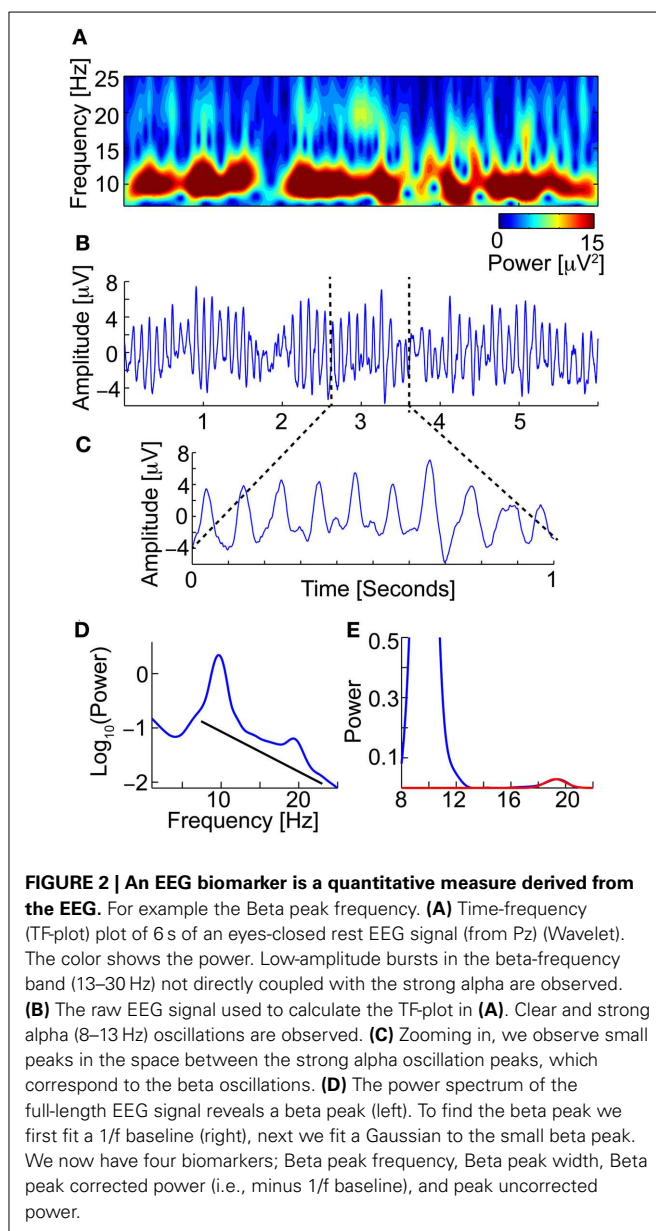 A
Frequency [Hz]
25
20
15
10
0
15
Power [µV²]
B
Amplitude [µV]
8
4
0
−4
1
2
3
4
5
C
Amplitude [µV]
8
4
0
−4
0
Time [Seconds]
1
D
Log₁₀(Power)
0
−1
−2
10
20
Frequency [Hz]
E
Power
0.5
0.3
0.1
8
12
16
20
FIGURE 2 | An EEG biomarker is a quantitative measure derived from
the EEG. For example the Beta peak frequency. (A) Time-frequency
(TF-plot) plot of 6 s of an eyes-closed rest EEG signal (from Pz) (Wavelet).
The color shows the power. Low-amplitude bursts in the beta-frequency
band (13–30 Hz) not directly coupled with the strong alpha are observed.
(B) The raw EEG signal used to calculate the TF-plot in (A). Clear and strong
alpha (8–13 Hz) oscillations are observed. (C) Zooming in, we observe small
peaks in the space between the strong alpha oscillation peaks, which
correspond to the beta oscillations. (D) The power spectrum of the
full-length EEG signal reveals a beta peak (left). To find the beta peak we
first fit a 1/f baseline (right), next we fit a Gaussian to the small beta peak.
We now have four biomarkers; Beta peak frequency, Beta peak width, Beta
peak corrected power (i.e., minus 1/f baseline), and peak uncorrected
power.